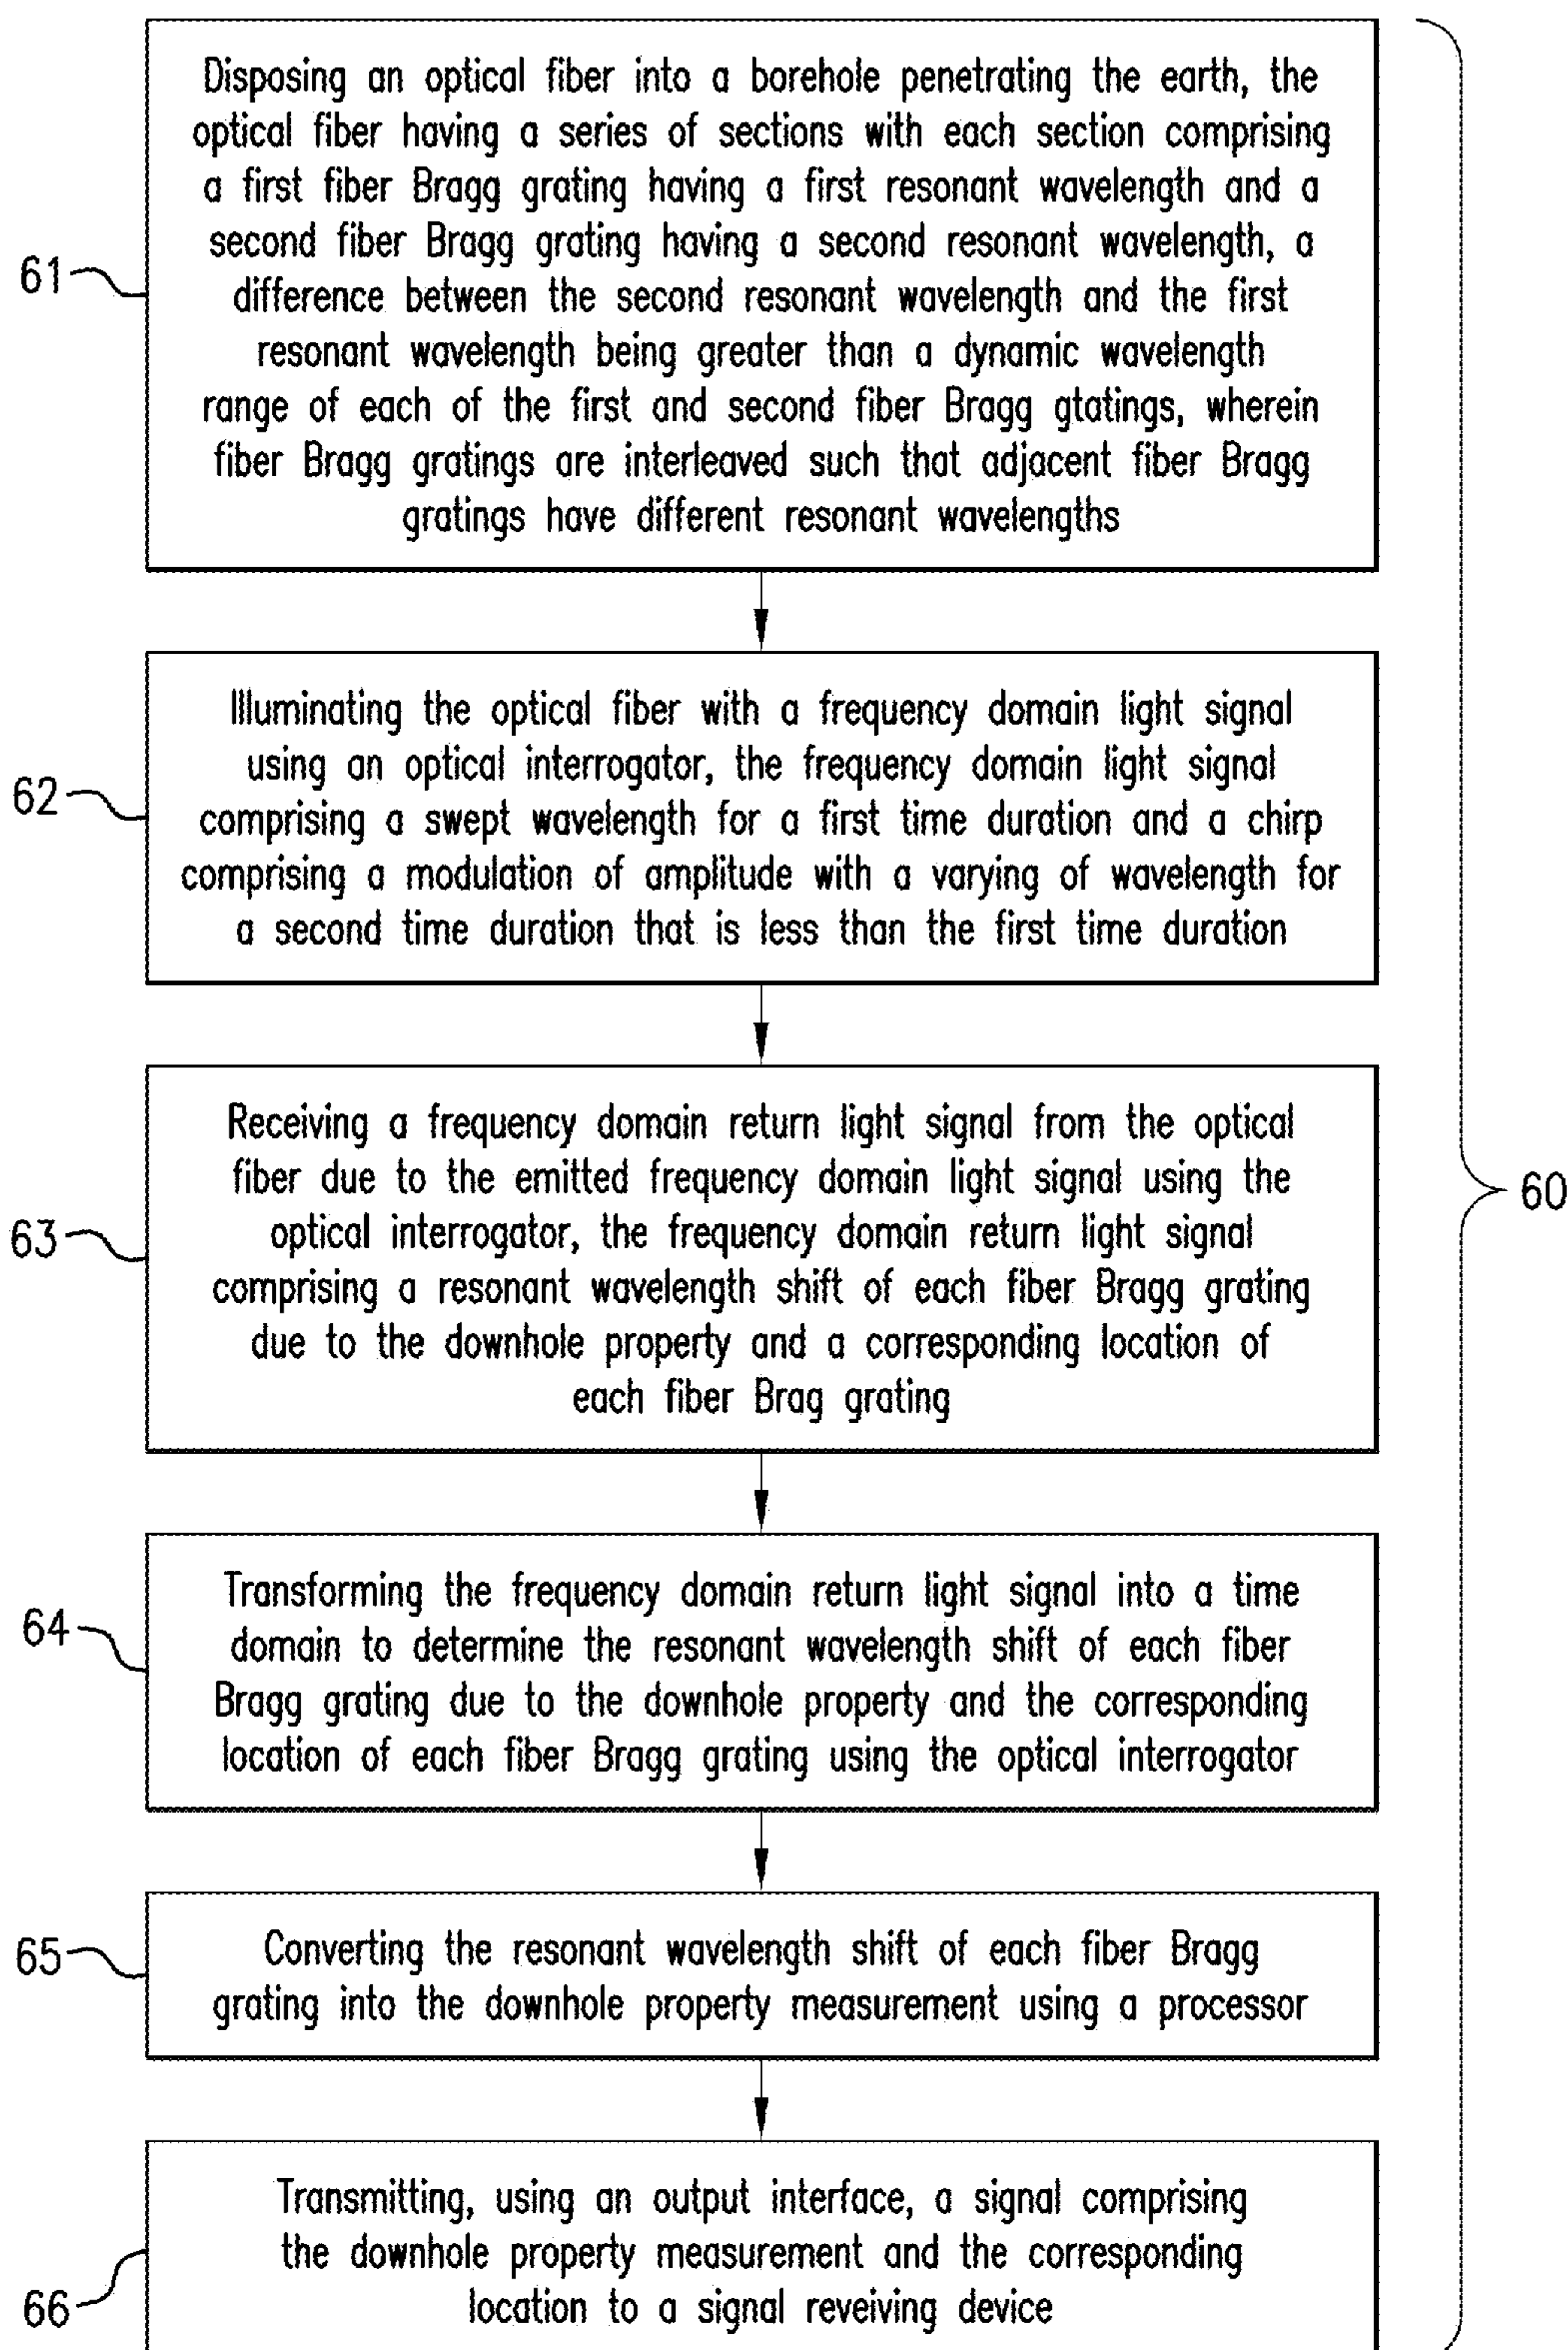 Disposing an optical fiber into a borehole penetrating the earth, the
optical fiber having a series of sections with each section comprising
a first fiber Bragg grating having a first resonant wavelength and a
second fiber Bragg grating having a second resonant wavelength, a
difference between the second resonant wavelength and the first
resonant wavelength being greater than a dynamic wavelength
range of each of the first and second fiber Bragg gtatings, wherein
fiber Bragg gratings are interleaved such that adjacent fiber Bragg
gratings have different resonant wavelengths
61
Illuminating the optical fiber with a frequency domain light signal
using an optical interrogator, the frequency domain light signal
comprising a swept wavelength for a first time duration and a chirp
comprising a modulation of amplitude with a varying of wavelength for
a second time duration that is less than the first time duration
62
Receiving a frequency domain return light signal from the optical
fiber due to the emitted frequency domain light signal using the
optical interrogator, the frequency domain return light signal
comprising a resonant wavelength shift of each fiber Bragg grating
due to the downhole property and a corresponding location of
each fiber Brag grating
63
60
Transforming the frequency domain return light signal into a time
domain to determine the resonant wavelength shift of each fiber
Bragg grating due to the downhole property and the corresponding
location of each fiber Bragg grating using the optical interrogator
64
Converting the resonant wavelength shift of each fiber Bragg
grating into the downhole property measurement using a processor
65
Transmitting, using an output interface, a signal comprising
the downhole property measurement and the corresponding
location to a signal reveiving device
66